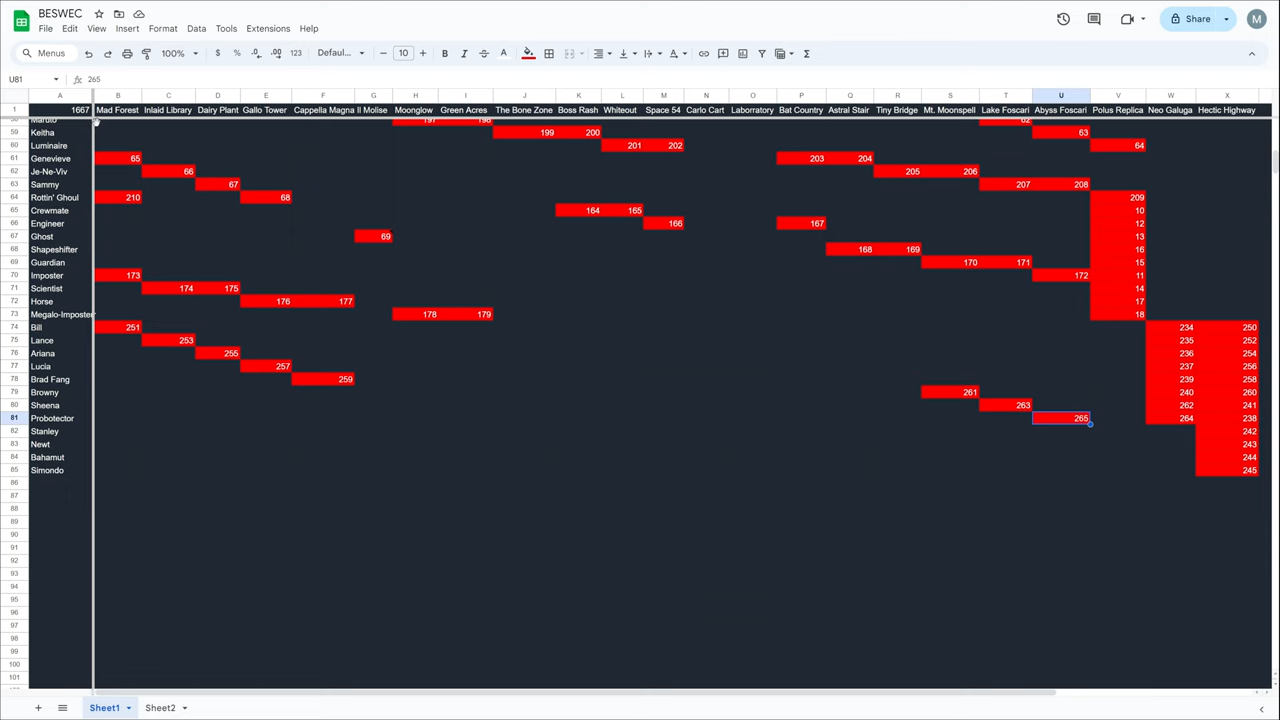 BESWEC
File Edit View Insert Format Data Tools Extensions Help
Share
M
Menus 100% $ % .0 .00 123 Defaul... 10 B I A
U81 265
A B C D E F G H I J K L M N O P Q R S T U V W X
1 1667 Mad Forest Inlaid Library Dairy Plant Gallo Tower Cappella Magna Il Molise Moonglow Green Acres The Bone Zone Boss Rash Whiteout Space 54 Carlo Cart Laborratory Bat Country Astral Stair Tiny Bridge Mt. Moonspell Lake Foscari Abyss Foscari Polus Replica Neo Galuga Hectic Highway
58 Maruto 197 198 62
59 Keitha 199 200 63
60 Luminaire 201 202 64
61 Genevieve 65 203 204
62 Je-Ne-Viv 66 205 206
63 Sammy 67 207 208
64 Rottin' Ghoul 210 68 209
65 Crewmate 164 165 10
66 Engineer 166 167 12
67 Ghost 69 13
68 Shapeshifter 168 169 16
69 Guardian 170 171 15
70 Imposter 173 172 11
71 Scientist 174 175 14
72 Horse 176 177 17
73 Megalo-Imposter 178 179 18
74 Bill 251 234 250
75 Lance 253 235 252
76 Ariana 255 236 254
77 Lucia 257 237 256
78 Brad Fang 259 239 258
79 Browny 261 240 260
80 Sheena 263 262 241
81 Probotector 265 264 238
82 Stanley 242
83 Newt 243
84 Bahamut 244
85 Simondo 245
86
87
88
89
90
91
92
93
94
95
96
97
98
99
100
101
Sheet1 Sheet2